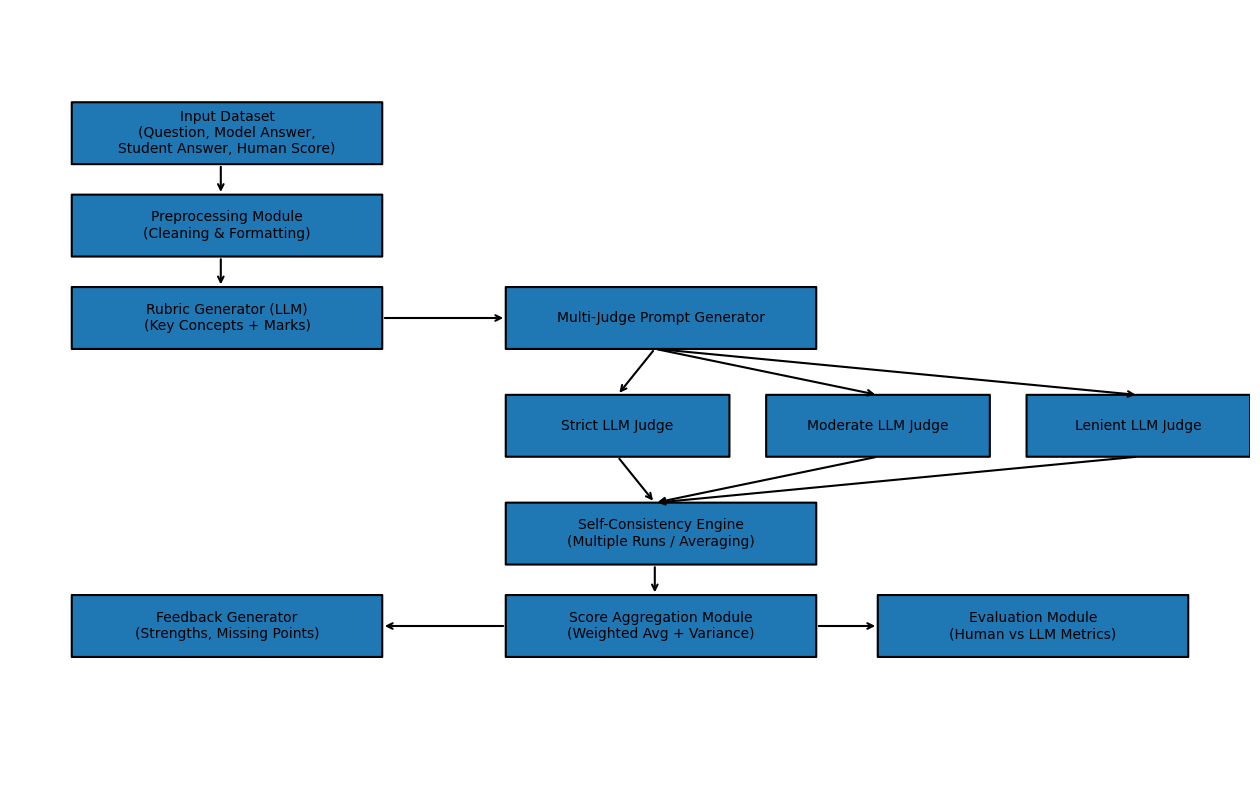 Input Dataset
(Question, Model Answer,
Student Answer, Human Score)
Preprocessing Module
(Cleaning & Formatting)
Rubric Generator (LLM)
(Key Concepts + Marks)
Multi-Judge Prompt Generator
Strict LLM Judge
Moderate LLM Judge
Lenient LLM Judge
Self-Consistency Engine
(Multiple Runs / Averaging)
Feedback Generator
(Strengths, Missing Points)
Score Aggregation Module
(Weighted Avg + Variance)
Evaluation Module
(Human vs LLM Metrics)